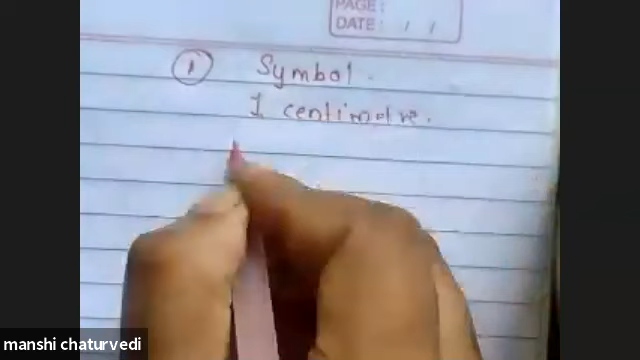 PAGE:
DATE: / /
① Symbol.
1 centimetre.
manshi chaturvedi